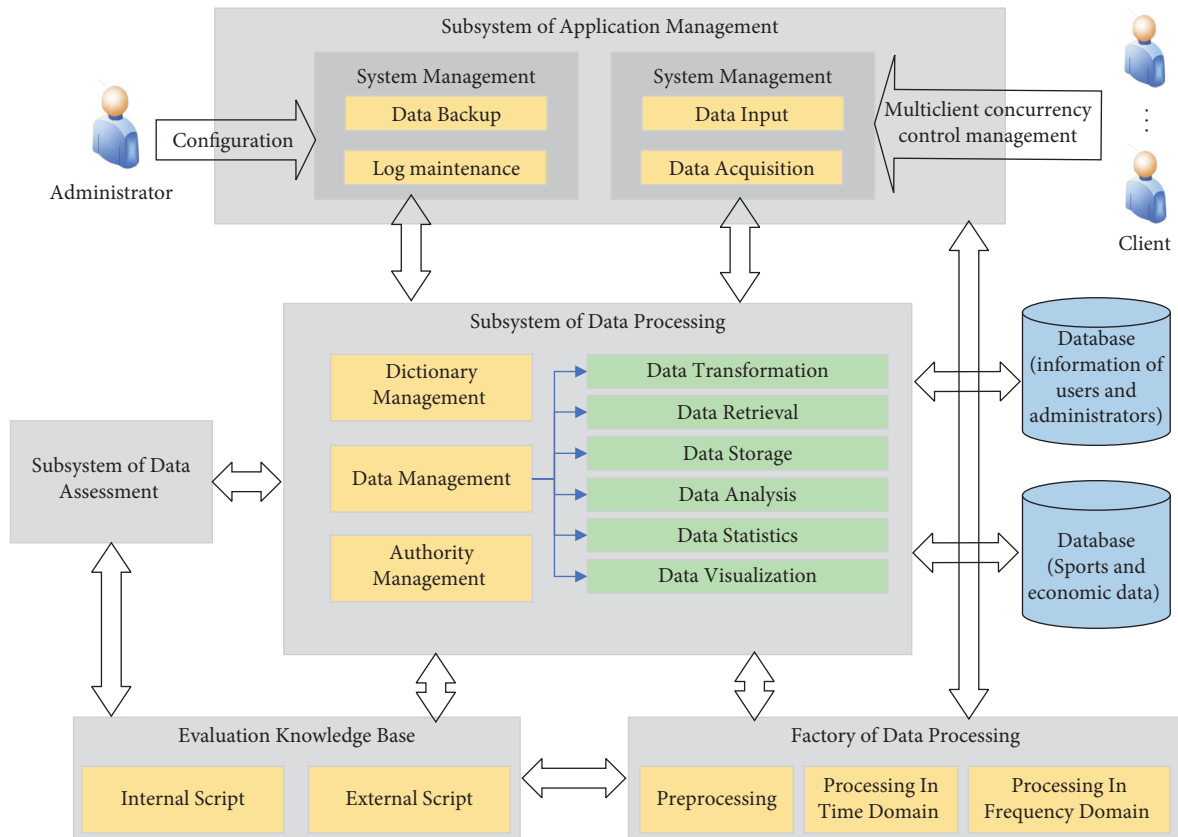 Subsystem of Application Management
System Management
Data Backup
Log maintenance
System Management
Data Input
Data Acquisition
Configuration
Administrator
Multiclient concurrency
control management
...
Client
Subsystem of Data Processing
Dictionary
Management
Data Management
Authority
Management
Data Transformation
Data Retrieval
Data Storage
Data Analysis
Data Statistics
Data Visualization
Database
(information of
users and
administrators)
Database
(Sports and
economic data)
Subsystem of Data
Assessment
Evaluation Knowledge Base
Internal Script
External Script
Factory of Data Processing
Preprocessing
Processing In
Time Domain
Processing In
Frequency Domain